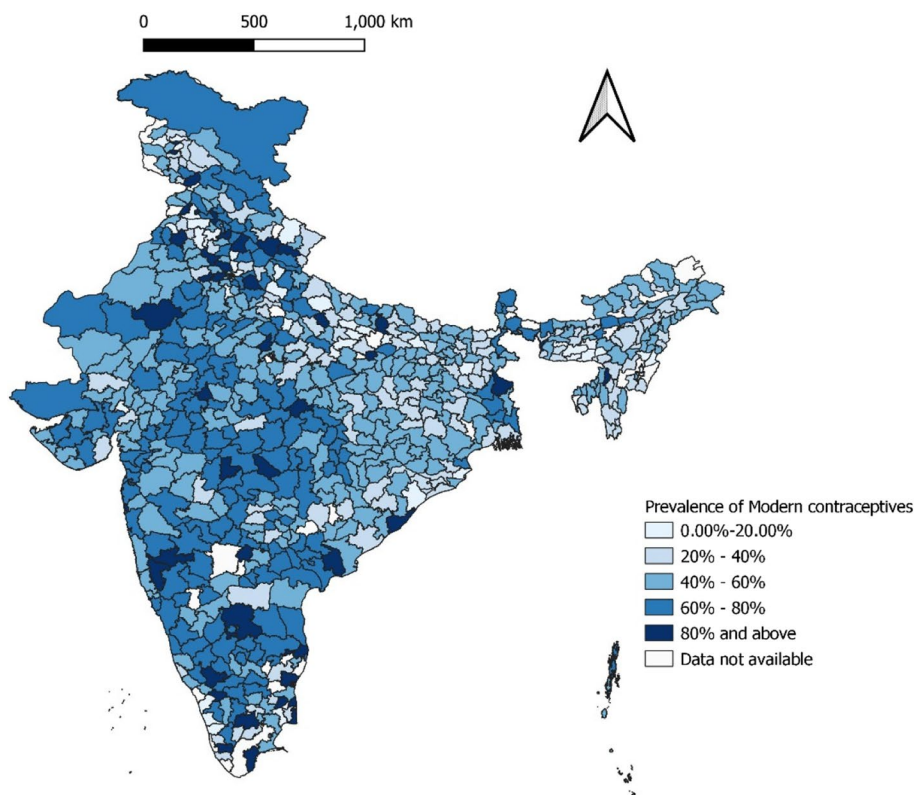 0 500 1,000 km
Prevalence of Modern contraceptives
0.00%-20.00%
20% - 40%
40% - 60%
60% - 80%
80% and above
Data not available